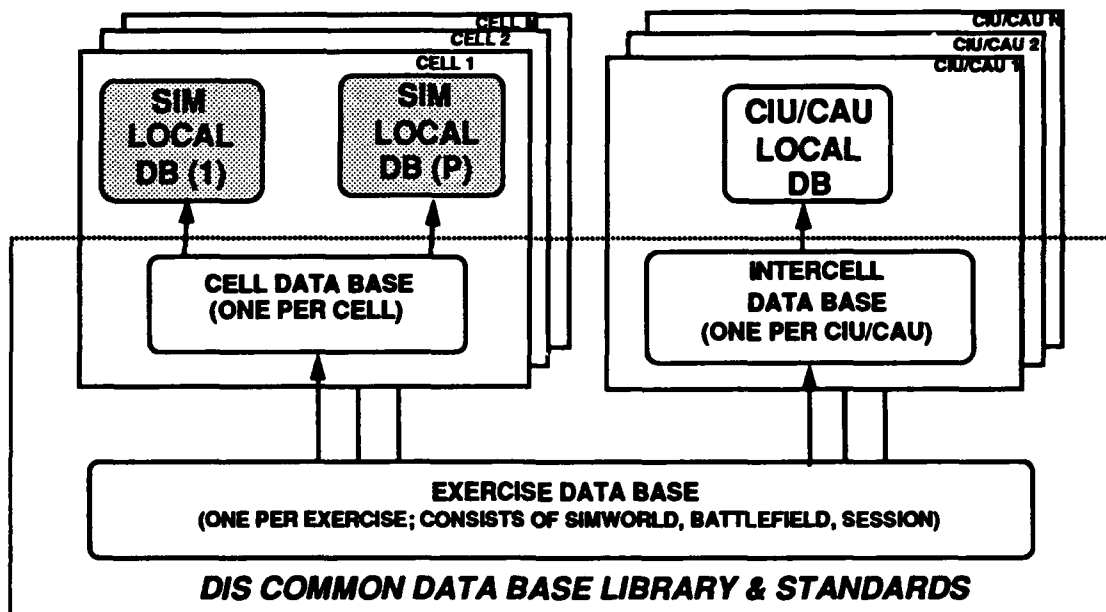 CELL N
CELL 2
CELL 1
SIM
LOCAL
DB (1)
SIM
LOCAL
DB (P)
CELL DATA BASE
(ONE PER CELL)
CIU/CAU N
CIU/CAU 2
CIU/CAU 1
CIU/CAU
LOCAL
DB
INTERCELL
DATA BASE
(ONE PER CIU/CAU)
EXERCISE DATA BASE
(ONE PER EXERCISE; CONSISTS OF SIMWORLD, BATTLEFIELD, SESSION)
DIS COMMON DATA BASE LIBRARY & STANDARDS